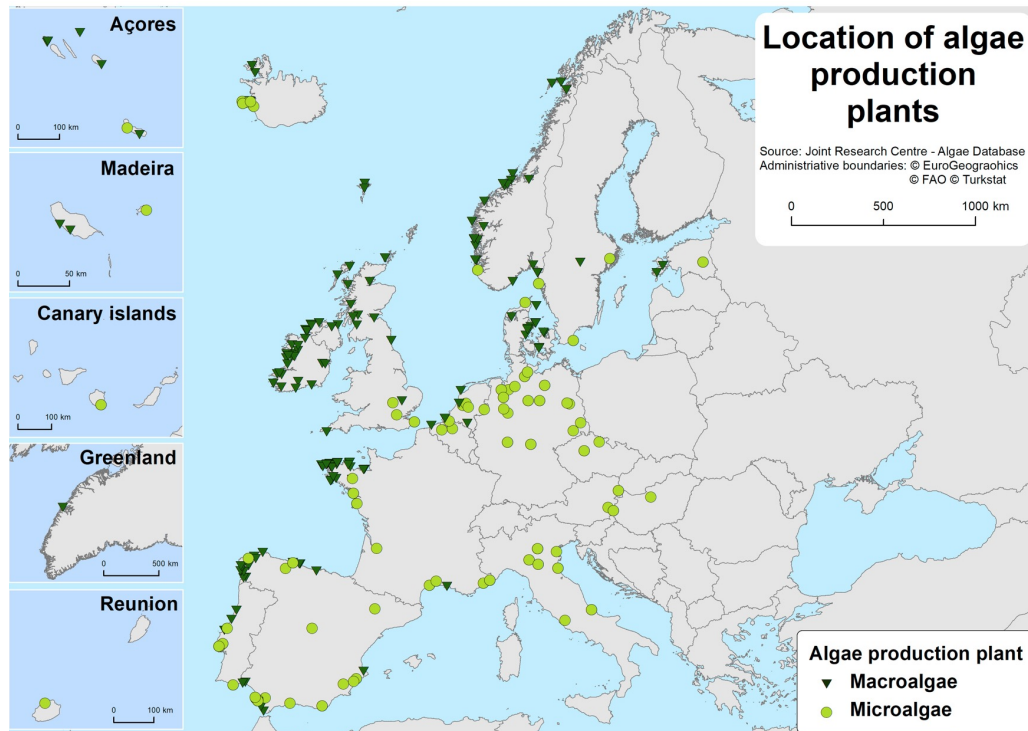 Açores
0 100 km
Madeira
0 50 km
Canary islands
0 100 km
Greenland
0 500 km
Reunion
0 100 km
Location of algae
production
plants
Source: Joint Research Centre - Algae Database
Administriative boundaries: © EuroGeograohics
© FAO © Turkstat
0 500 1000 km
Algae production plant
Macroalgae
Microalgae